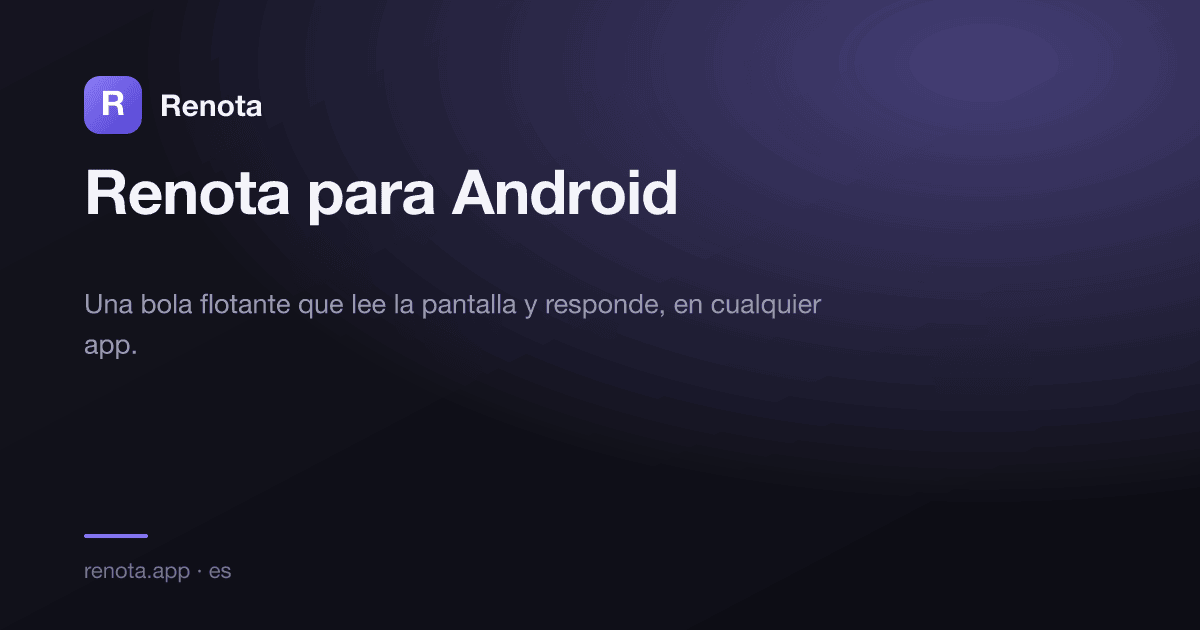 R
Renota
Renota para Android
Una bola flotante que lee la pantalla y responde, en cualquier
app.
renota.app · es